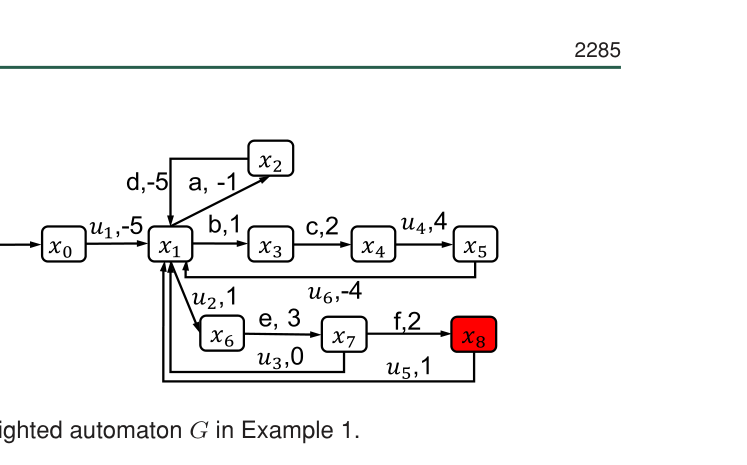 2285
x₂
d,-5 a, -1
u₁,-5 b,1 c,2 u₄,4
x₀ x₁ x₃ x₄ x₅
u₂,1 u₆,-4
e, 3 f,2
x₆ x₇ x₈
u₃,0 u₅,1
ighted automaton G in Example 1.